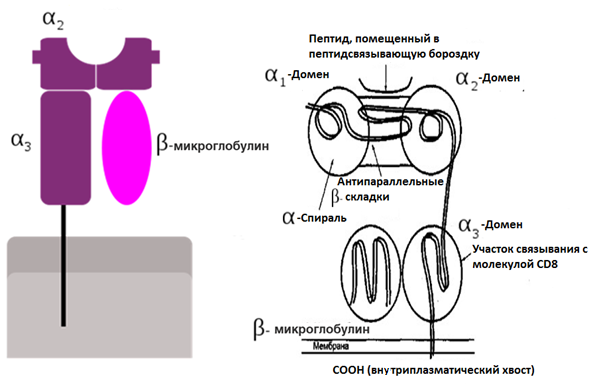 α2
α3
β-микроглобулин
Пептид, помещенный в
пептидсвязывающую бороздку
α1-Домен
α2-Домен
Антипараллельные
β- складки
α-Спираль
α3-Домен
Участок связывания с
молекулой CD8
β- микроглобулин
Мембрана
COOH (внутриплазматический хвост)